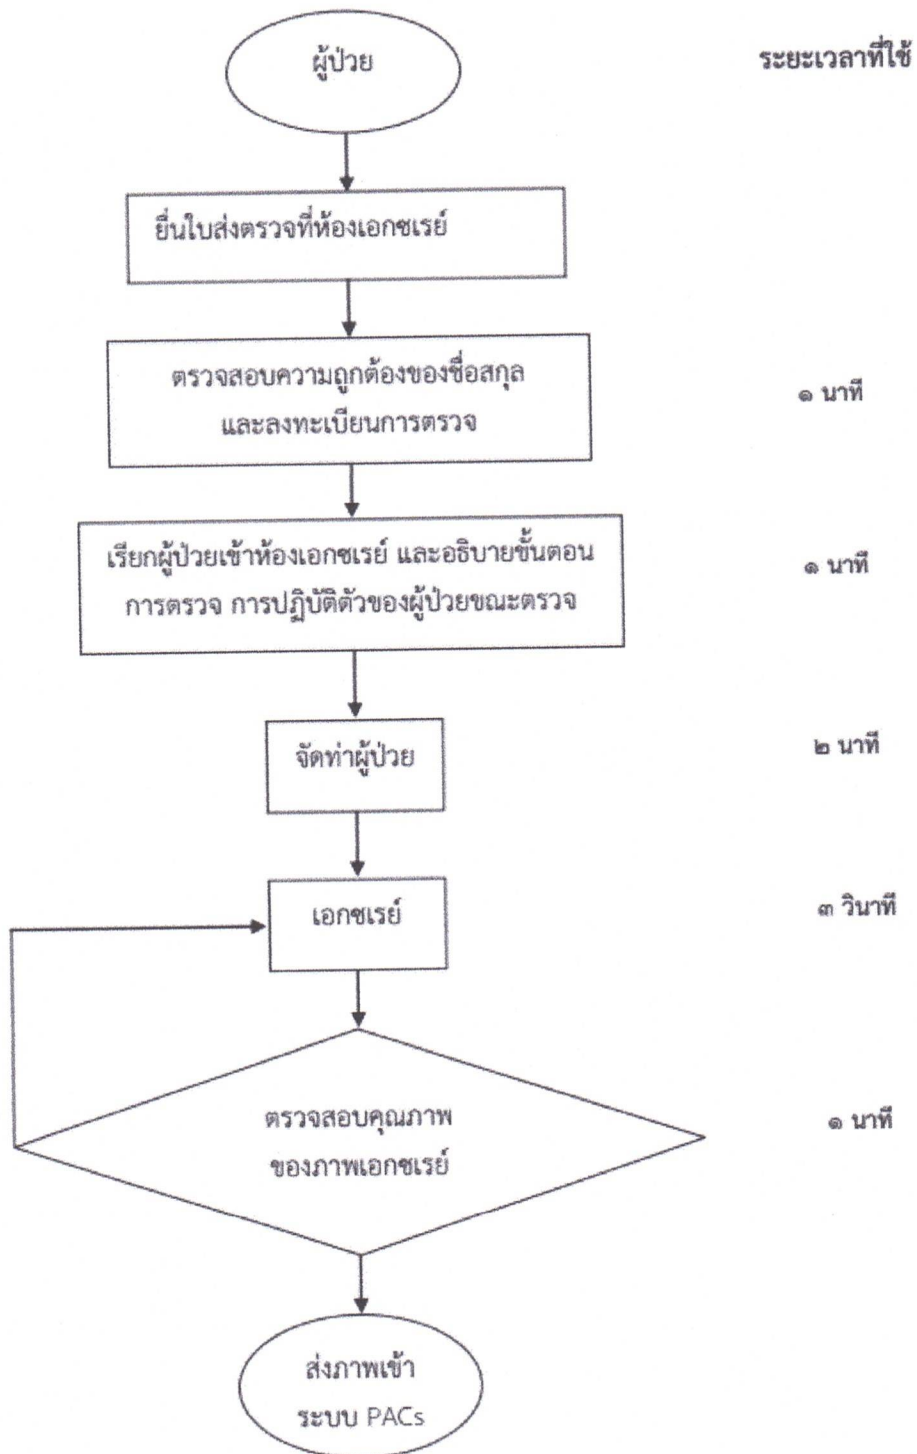 ผู้ป่วย
ระยะเวลาที่ใช้
ยื่นใบส่งตรวจที่ห้องเอกซเรย์
ตรวจสอบความถูกต้องของชื่อสกุล
และลงทะเบียนการตรวจ
๑ นาที
เรียกผู้ป่วยเข้าห้องเอกซเรย์ และอธิบายขั้นตอน
การตรวจ การปฏิบัติตัวของผู้ป่วยขณะตรวจ
๑ นาที
จัดท่าผู้ป่วย
๒ นาที
เอกซเรย์
๓ วินาที
ตรวจสอบคุณภาพ
ของภาพเอกซเรย์
๑ นาที
ส่งภาพเข้า
ระบบ PACs